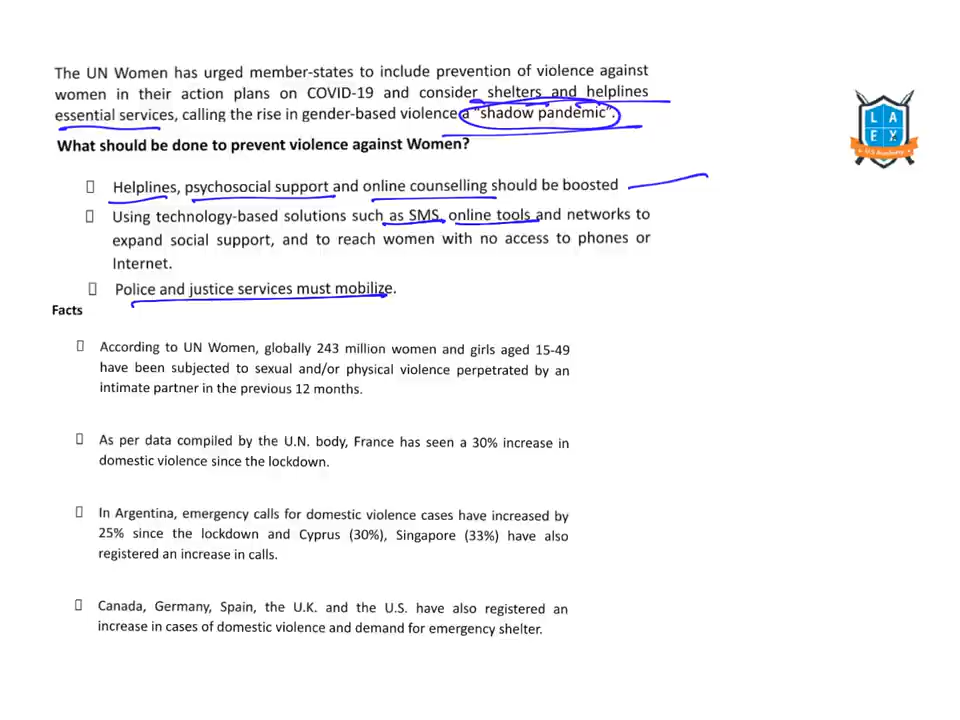 The UN Women has urged member-states to include prevention of violence against
women in their action plans on COVID-19 and consider shelters and helplines
essential services, calling the rise in gender-based violence a "shadow pandemic".
What should be done to prevent violence against Women?
Helplines, psychosocial support and online counselling should be boosted
Using technology-based solutions such as SMS, online tools and networks to
expand social support, and to reach women with no access to phones or
Internet.
Police and justice services must mobilize.
Facts
According to UN Women, globally 243 million women and girls aged 15-49
have been subjected to sexual and/or physical violence perpetrated by an
intimate partner in the previous 12 months.
As per data compiled by the U.N. body, France has seen a 30% increase in
domestic violence since the lockdown.
In Argentina, emergency calls for domestic violence cases have increased by
25% since the lockdown and Cyprus (30%), Singapore (33%) have also
registered an increase in calls.
Canada, Germany, Spain, the U.K. and the U.S. have also registered an
increase in cases of domestic violence and demand for emergency shelter.
L A
E X
Academy